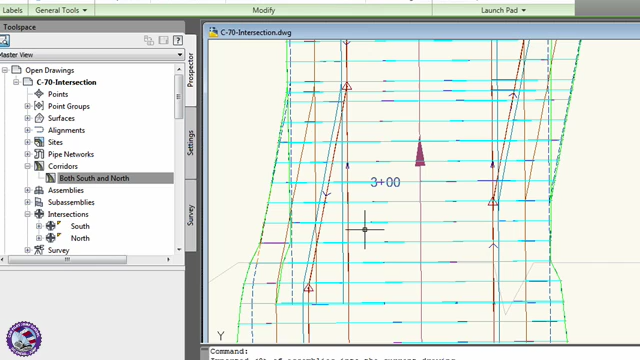 Labels
General Tools
Modify
Launch Pad
Toolspace
C-70-Intersection.dwg
Master View
Prospector
Open Drawings
C-70-Intersection
Points
Point Groups
Surfaces
Alignments
Sites
Pipe Networks
Corridors
Both South and North
Assemblies
Subassemblies
Intersections
South
North
Survey
Settings
Survey
3+00
Y
Command: